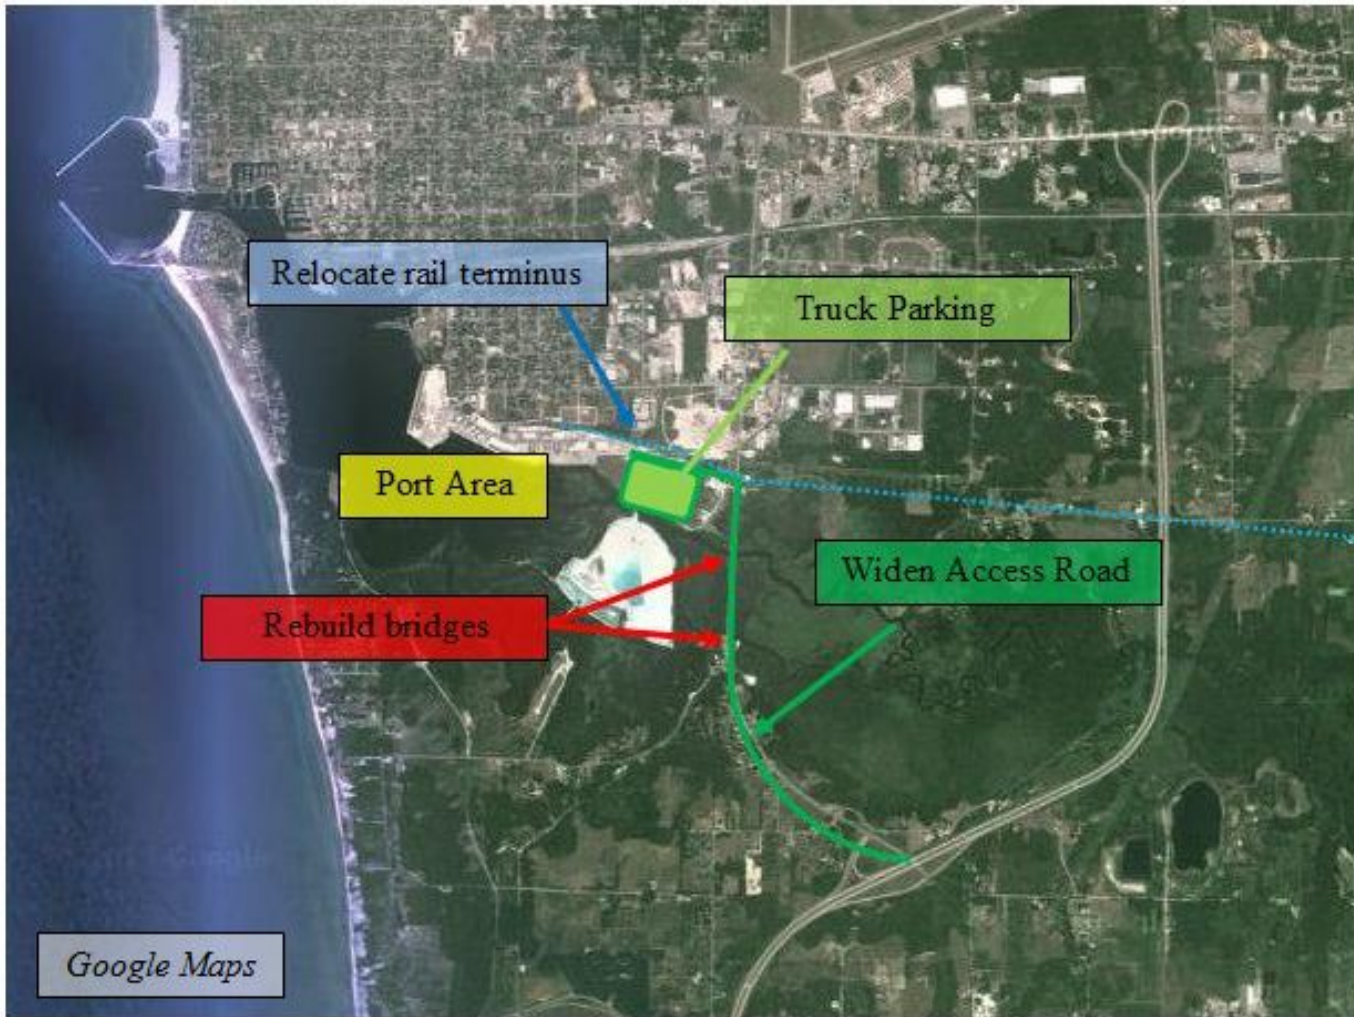 Relocate rail terminus
Truck Parking
Port Area
Widen Access Road
Rebuild bridges
Google Maps